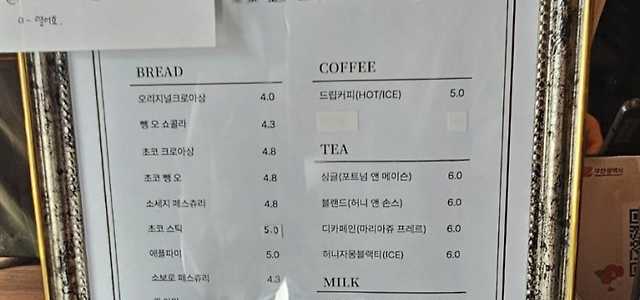 BREAD
오리지널크로아상 4.0
뺑 오 쇼콜라 4.3
초코 크로아상 4.8
초코 뺑 오 4.8
소세지 페스츄리 4.8
초코 스틱 5.0
애플파이 5.0
소보로 페스츄리 4.3
COFFEE
드립커피(HOT/ICE) 5.0
TEA
싱글(포트넘 앤 메이슨) 6.0
블랜드(허니 앤 손스) 6.0
디카페인(마리아쥬 프레르) 6.0
허니자몽블랙티(ICE) 6.0
MILK
부산광역시